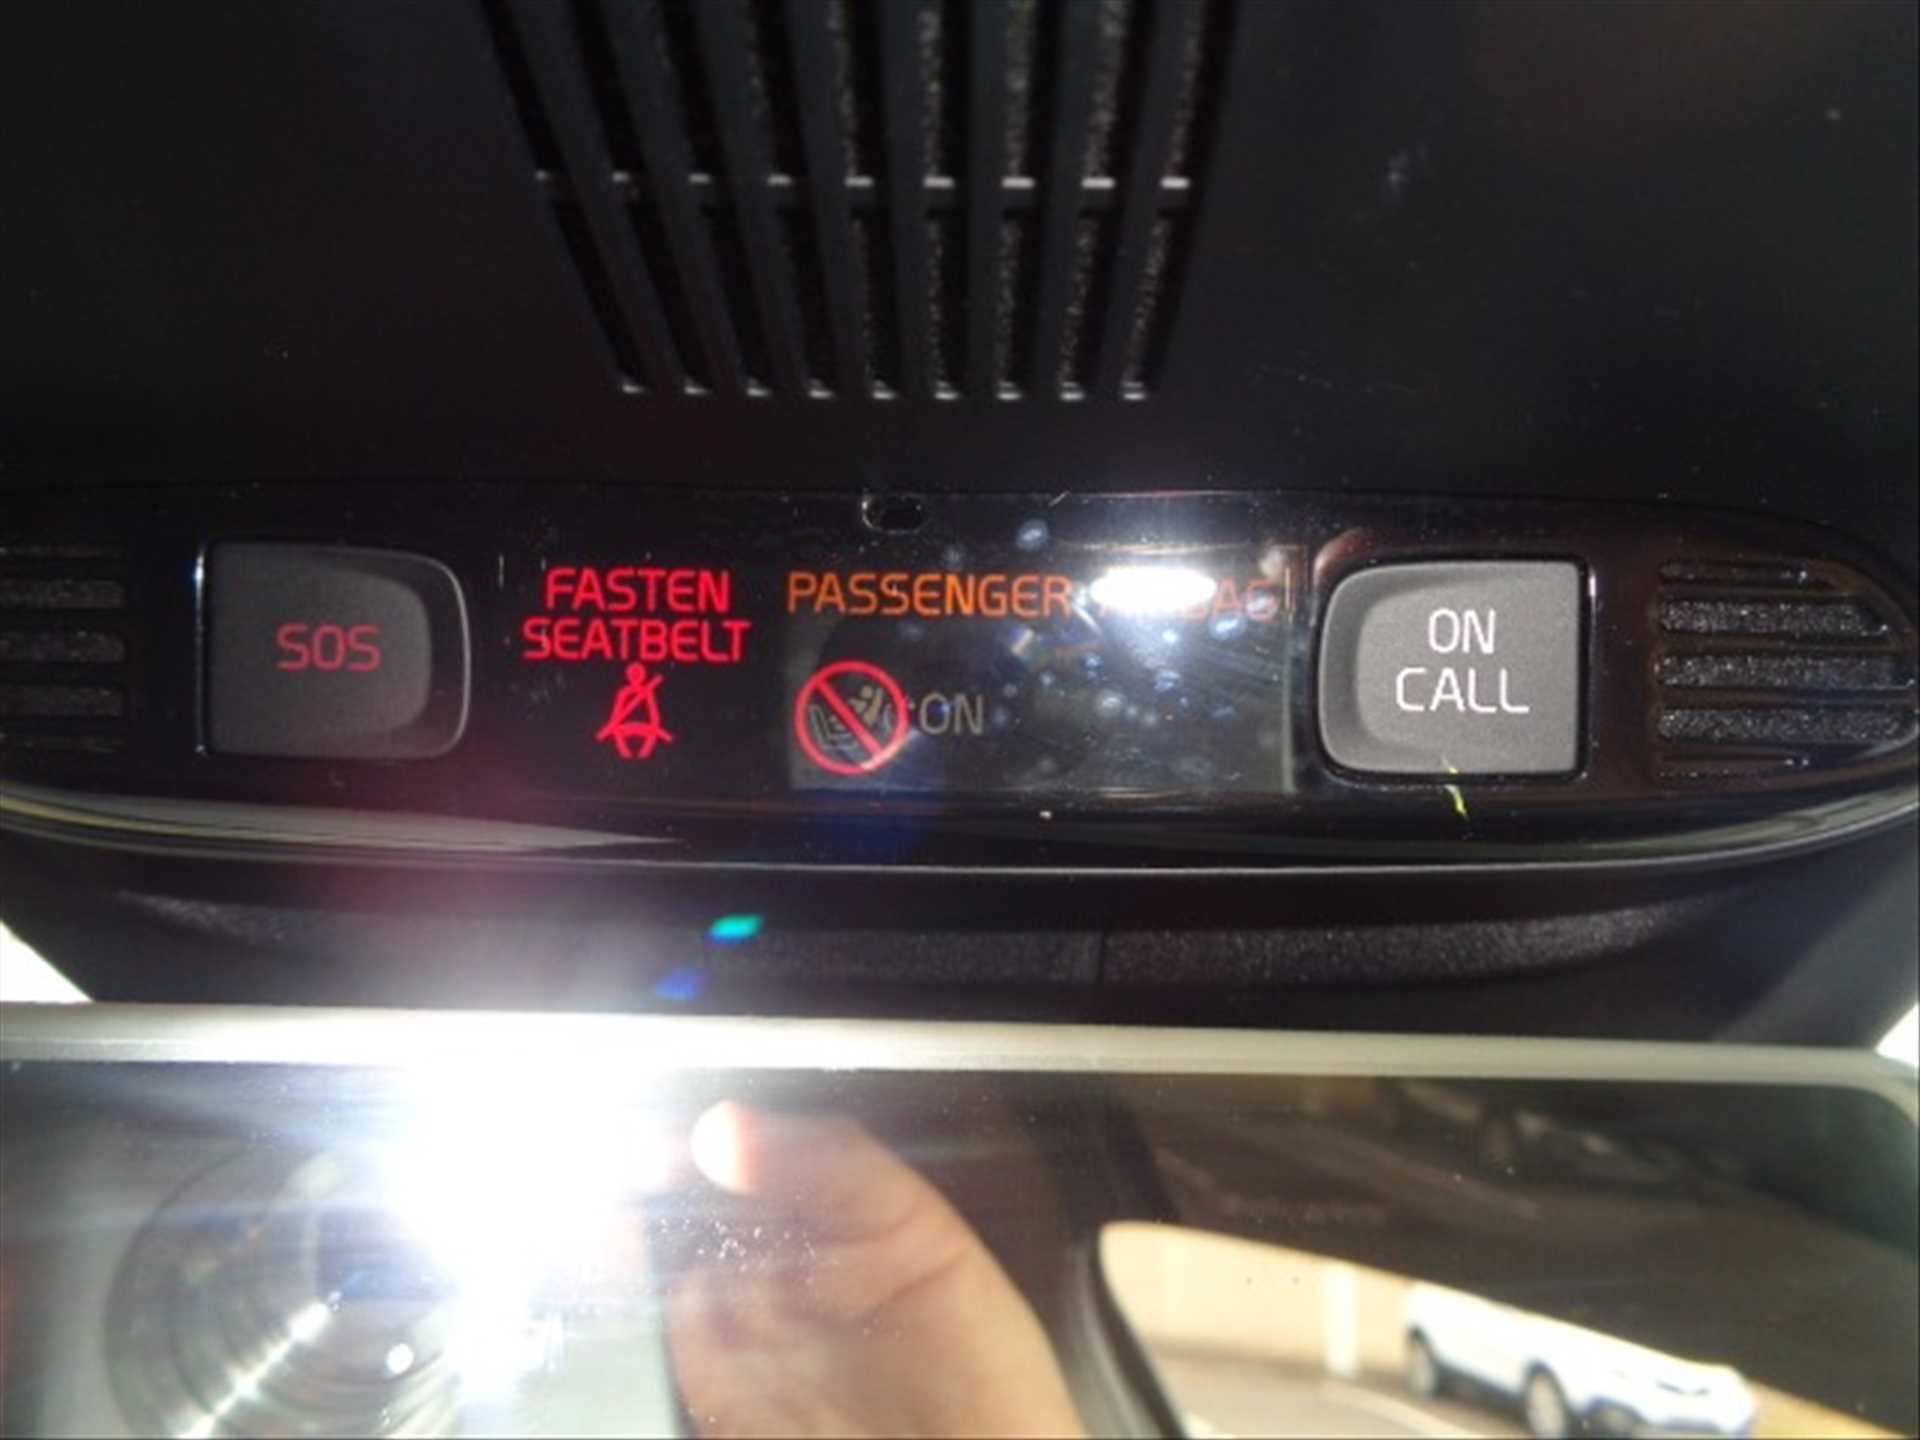 SOS
FASTEN
SEATBELT
PASSENGER
ON
ON
CALL